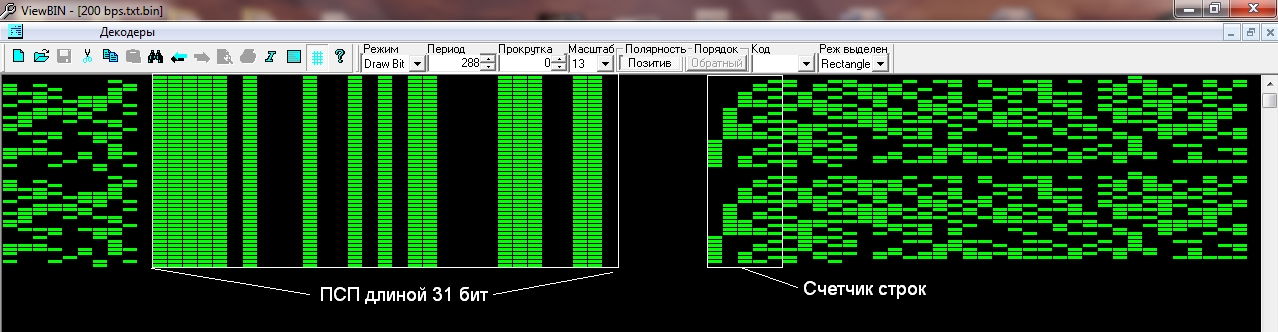 ViewBIN - [200 bps.txt.bin]
Декодеры
Режим Период Прокрутка Масштаб Полярность Порядок Код Реж выделен
Draw Bit 288 0 13 Позитив Обратный Rectangle
ПСП длиной 31 бит
Счетчик строк